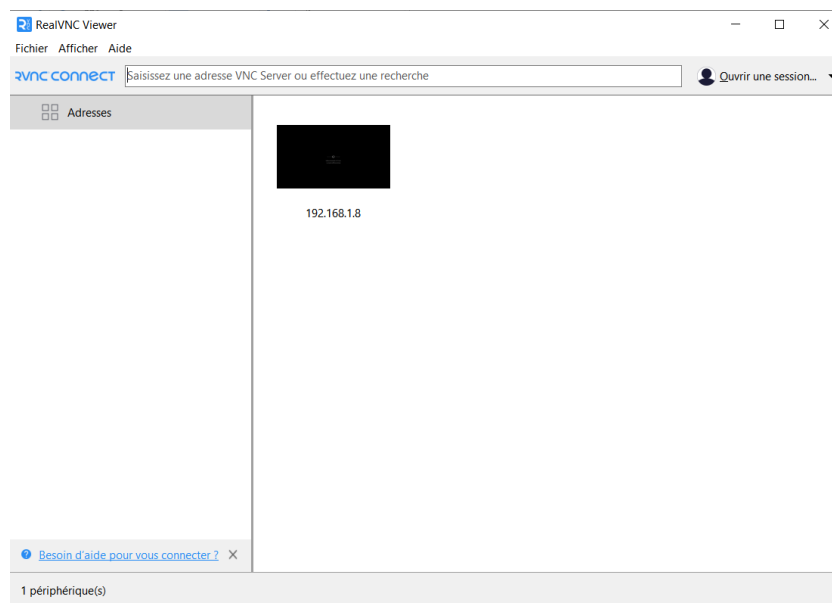 RealVNC Viewer
Fichier Afficher Aide
RVNC CONNECT Saisissez une adresse VNC Server ou effectuez une recherche Ouvrir une session...
Adresses
192.168.1.8
Besoin d'aide pour vous connecter ?
1 périphérique(s)